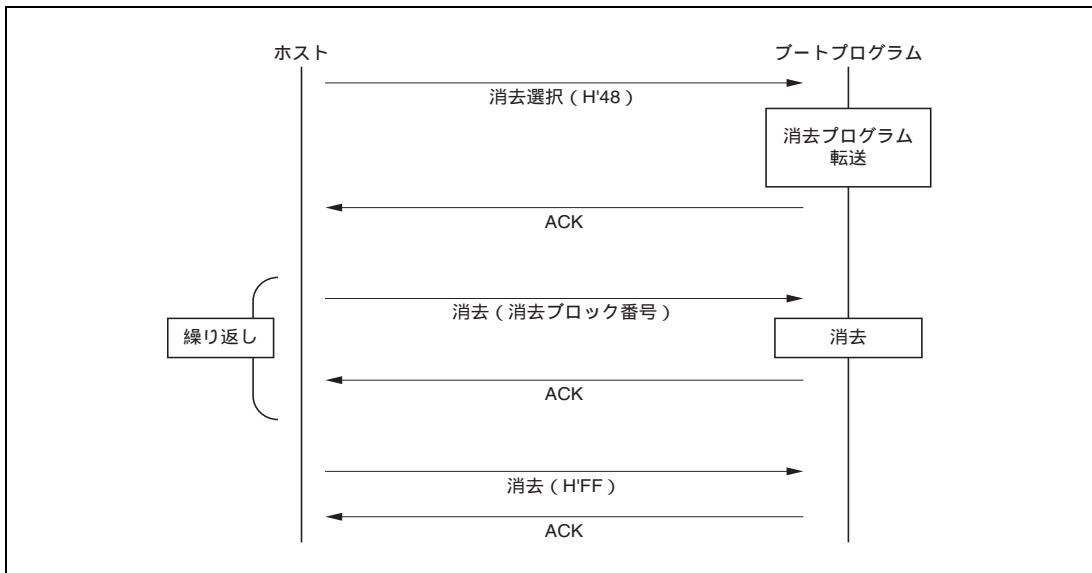 ホスト
ブートプログラム
消去選択（H'48）
消去プログラム
転送
ACK
消去（消去ブロック番号）
繰り返し
消去
ACK
消去（H'FF）
ACK